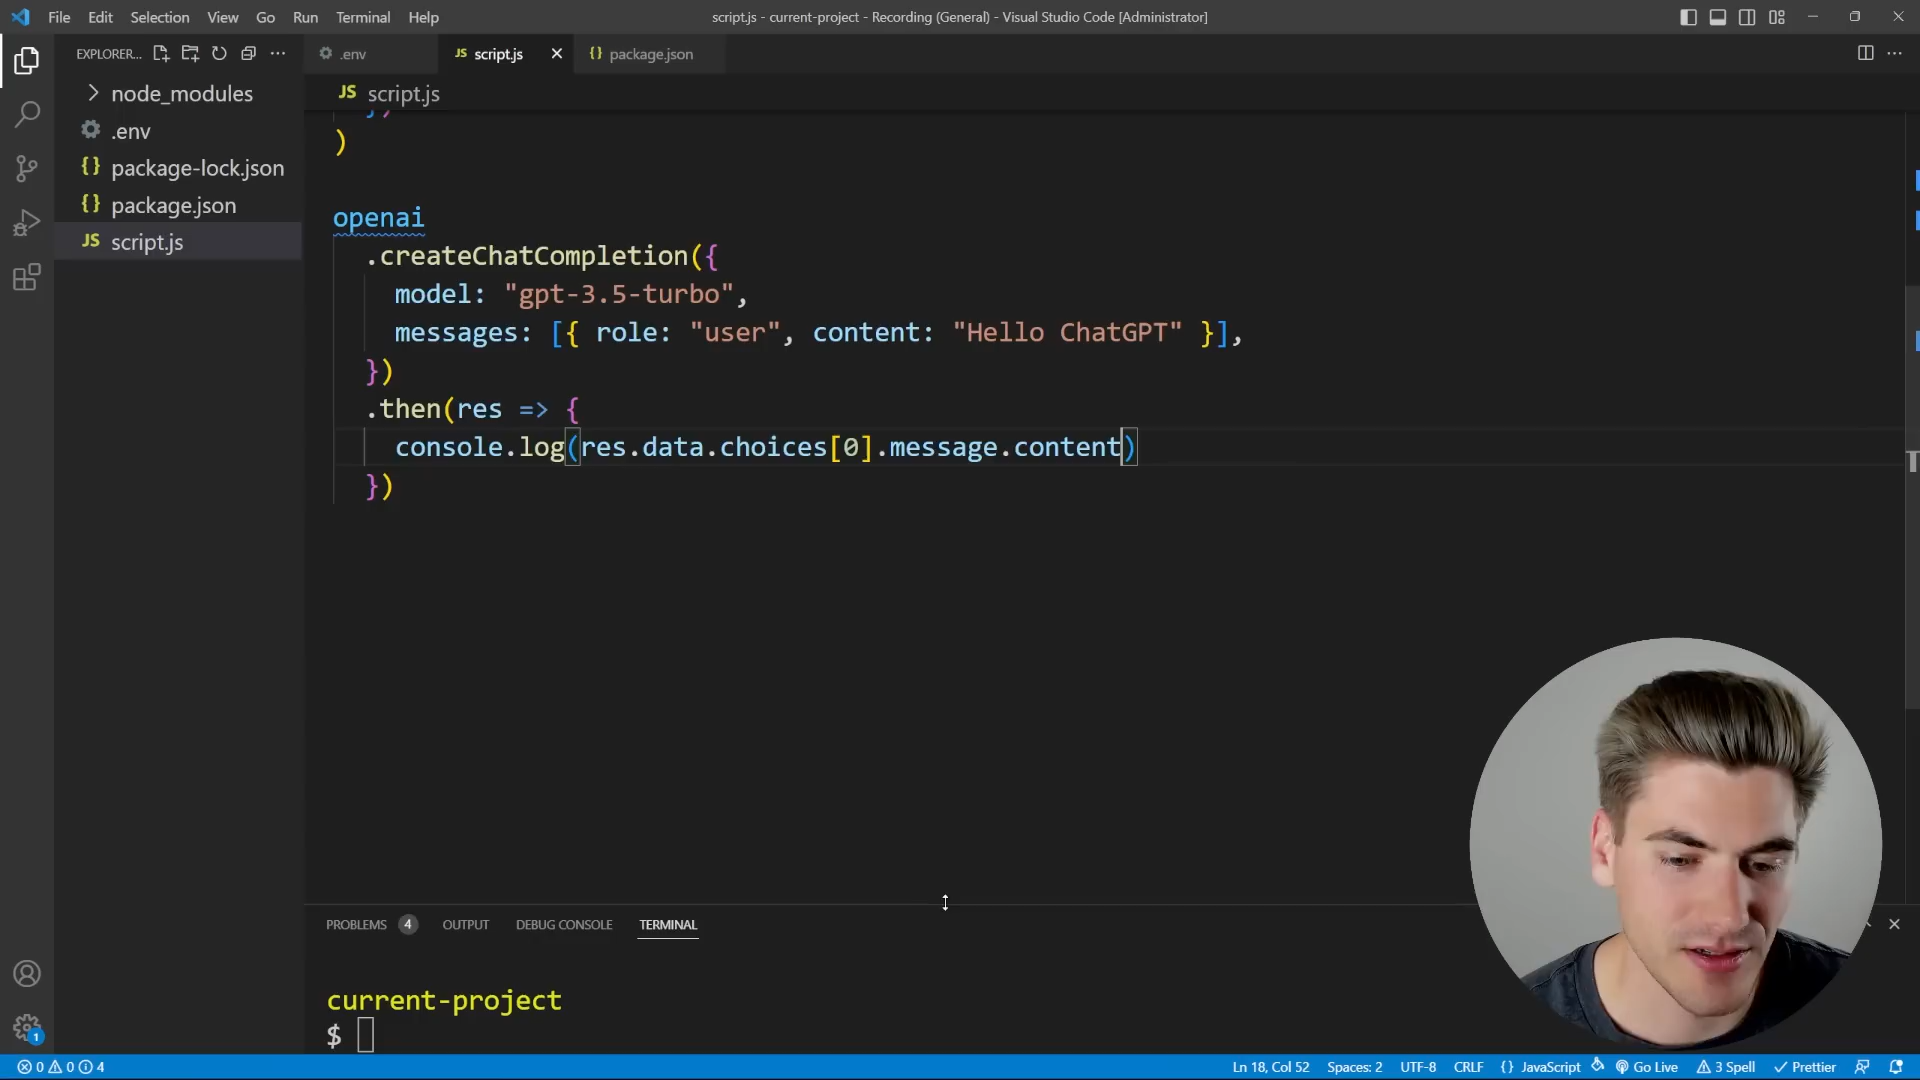 File Edit Selection View Go Run Terminal Help
script.js - current-project - Recording (General) - Visual Studio Code [Administrator]
EXPLORER...
.env
JS script.js
{} package.json
node_modules
.env
{} package-lock.json
{} package.json
JS script.js
JS script.js
)
openai
.createChatCompletion({
model: "gpt-3.5-turbo",
messages: [{ role: "user", content: "Hello ChatGPT" }],
})
.then(res => {
console.log(res.data.choices[0].message.content)
})
PROBLEMS 4 OUTPUT DEBUG CONSOLE TERMINAL
current-project
$
1
0 0 4
Ln 18, Col 52 Spaces: 2 UTF-8 CRLF {} JavaScript Go Live 3 Spell Prettier